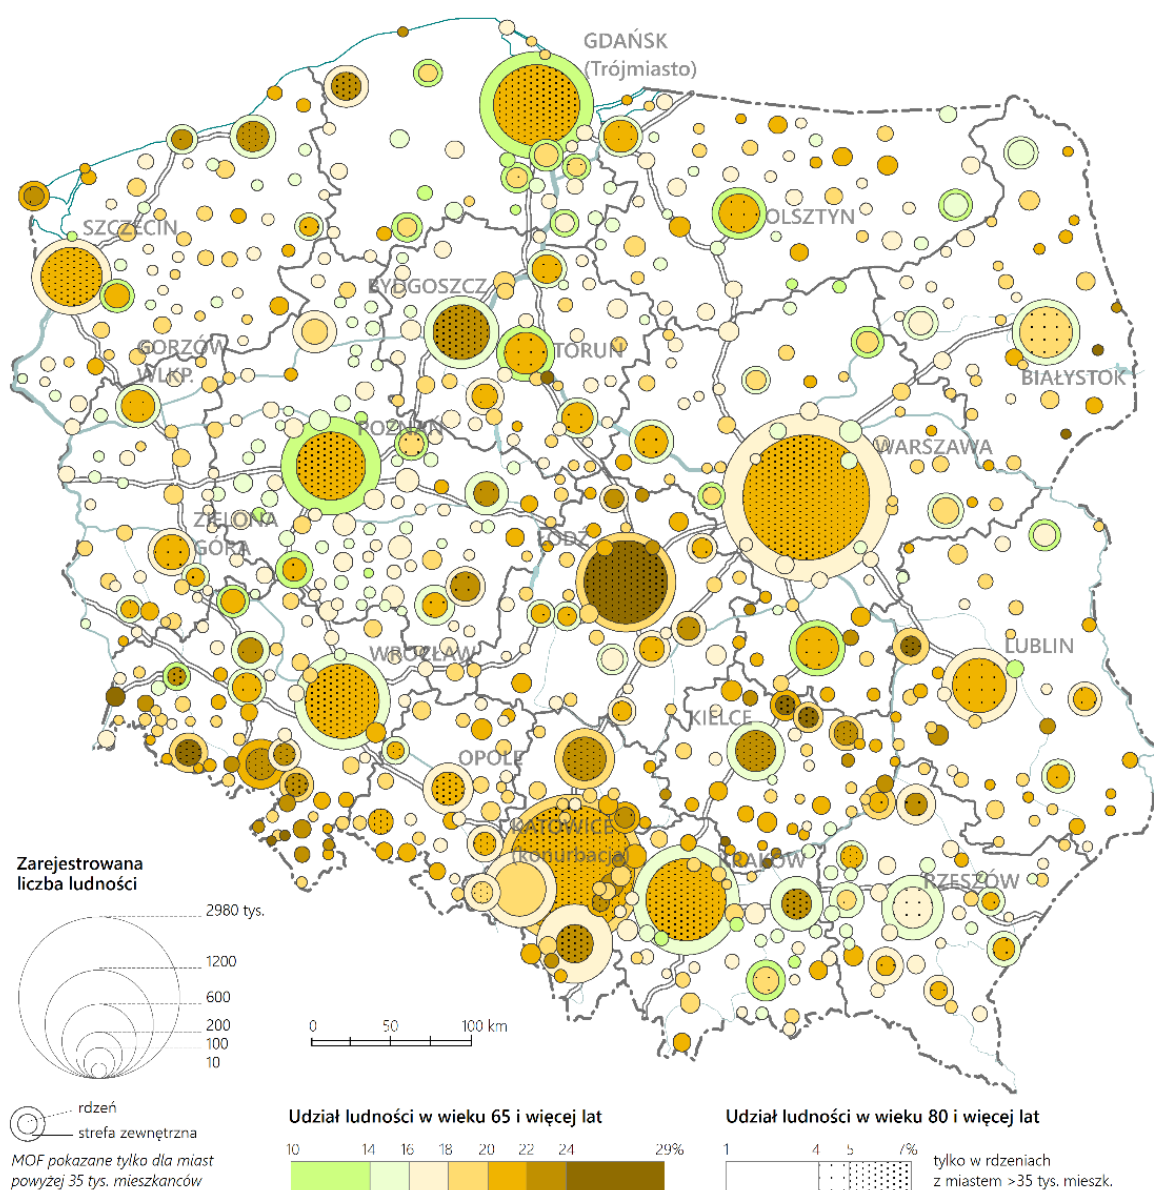 GDAŃSK
(Trójmiasto)
SZCZECIN
OLSZTYN
BYDGOSZCZ
GORZÓW
WLKP.
TORUŃ
BIAŁYSTOK
POZNAŃ
WARSZAWA
ZIELONA
GÓRA
ŁÓDŹ
WROCŁAW
LUBLIN
KIELCE
OPOLE
KATOWICE
(konurbacja)
KRAKÓW
RZESZÓW
Zarejestrowana
liczba ludności
2980 tys.
1200
600
200
100
10
0 50 100 km
rdzeń
strefa zewnętrzna
MOF pokazane tylko dla miast
powyżej 35 tys. mieszkańców
Udział ludności w wieku 65 i więcej lat
10 14 16 18 20 22 24 29%
Udział ludności w wieku 80 i więcej lat
1 4 5 7%
tylko w rdzeniach
z miastem >35 tys. mieszk.